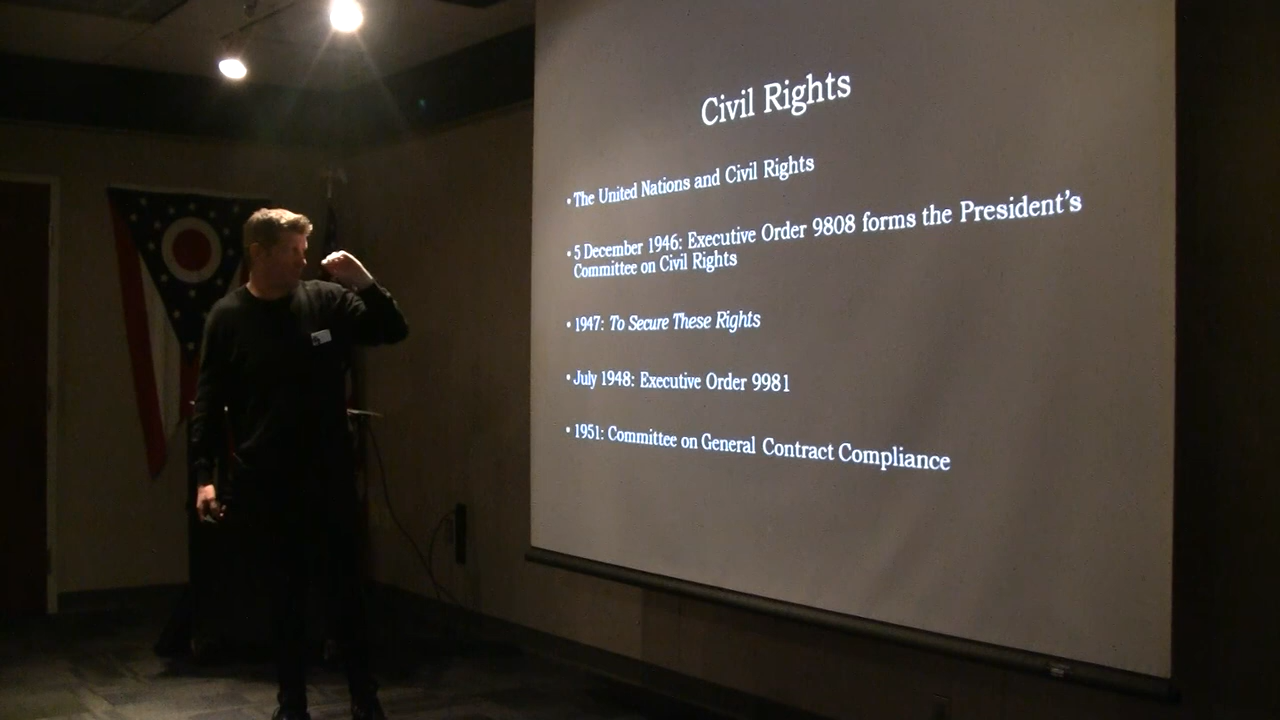 Civil Rights
• The United Nations and Civil Rights
• 5 December 1946: Executive Order 9808 forms the President's
Committee on Civil Rights
• 1947: To Secure These Rights
• July 1948: Executive Order 9981
• 1951: Committee on General Contract Compliance